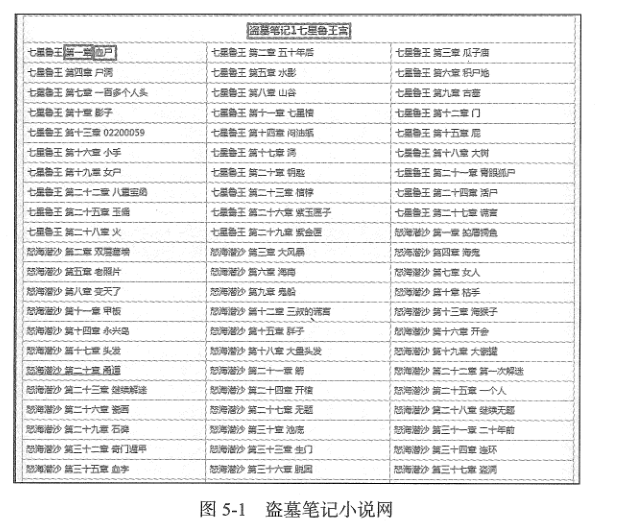 盗墓笔记1七星鲁王宫
七星鲁王 第一章 血尸 七星鲁王 第二章 五十年后 七星鲁王 第三章 瓜子庙
七星鲁王 第四章 尸洞 七星鲁王 第五章 水影 七星鲁王 第六章 积尸地
七星鲁王 第七章 一百多个人头 七星鲁王 第八章 山谷 七星鲁王 第九章 古墓
七星鲁王 第十章 影子 七星鲁王 第十一章 七星棺 七星鲁王 第十二章 门
七星鲁王 第十三章 02200059 七星鲁王 第十四章 闷油瓶 七星鲁王 第十五章 屁
七星鲁王 第十六章 小手 七星鲁王 第十七章 洞 七星鲁王 第十八章 大树
七星鲁王 第十九章 女尸 七星鲁王 第二十章 钥匙 七星鲁王 第二十一章 青眼狐尸
七星鲁王 第二十二章 八重宝函 七星鲁王 第二十三章 棺椁 七星鲁王 第二十四章 活尸
七星鲁王 第二十五章 玉俑 七星鲁王 第二十六章 紫玉匣子 七星鲁王 第二十七章 谎言
七星鲁王 第二十八章 火 七星鲁王 第二十九章 紫金匣 怒海潜沙 第一章 蛇眉铜鱼
怒海潜沙 第二章 双层墓墙 怒海潜沙 第三章 大风暴 怒海潜沙 第四章 海鬼
怒海潜沙 第五章 老照片 怒海潜沙 第六章 海南 怒海潜沙 第七章 女人
怒海潜沙 第八章 变天了 怒海潜沙 第九章 鬼船 怒海潜沙 第十章 枯手
怒海潜沙 第十一章 甲板 怒海潜沙 第十二章 三叔的谎言 怒海潜沙 第十三章 海猴子
怒海潜沙 第十四章 永兴岛 怒海潜沙 第十五章 胖子 怒海潜沙 第十六章 开会
怒海潜沙 第十七章 头发 怒海潜沙 第十八章 大量头发 怒海潜沙 第十九章 大瓷罐
怒海潜沙 第二十章 甬道 怒海潜沙 第二十一章 箭 怒海潜沙 第二十二章 第一次解迷
怒海潜沙 第二十三章 继续解迷 怒海潜沙 第二十四章 开棺 怒海潜沙 第二十五章 一个人
怒海潜沙 第二十六章 瓷画 怒海潜沙 第二十七章 无题 怒海潜沙 第二十八章 继续无题
怒海潜沙 第二十九章 石碑 怒海潜沙 第三十章 池底 怒海潜沙 第三十一章 二十年前
怒海潜沙 第三十二章 奇门遁甲 怒海潜沙 第三十三章 生门 怒海潜沙 第三十四章 连环
怒海潜沙 第三十五章 血字 怒海潜沙 第三十六章 脱困 怒海潜沙 第三十七章 盗洞
图 5-1 盗墓笔记小说网